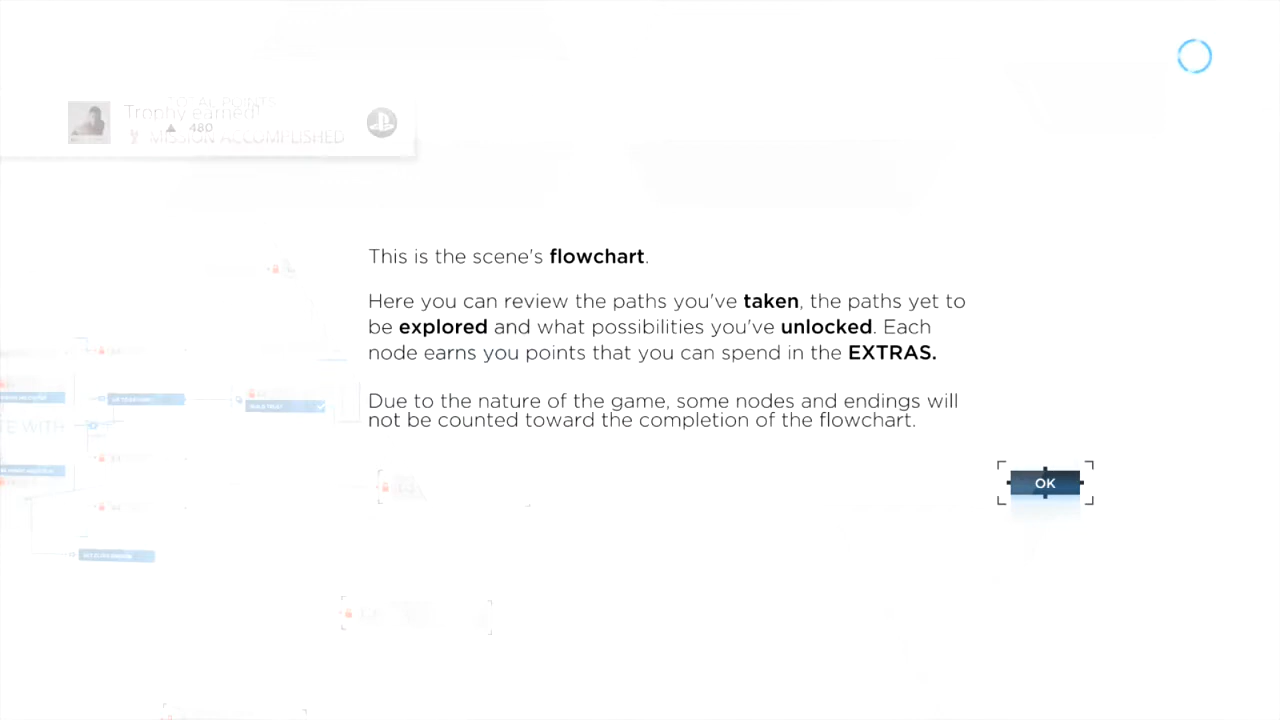 TOTAL POINTS
Trophy earned!
480
MISSION ACCOMPLISHED
This is the scene's flowchart.
Here you can review the paths you've taken, the paths yet to
be explored and what possibilities you've unlocked. Each
node earns you points that you can spend in the EXTRAS.
Due to the nature of the game, some nodes and endings will
not be counted toward the completion of the flowchart.
OK